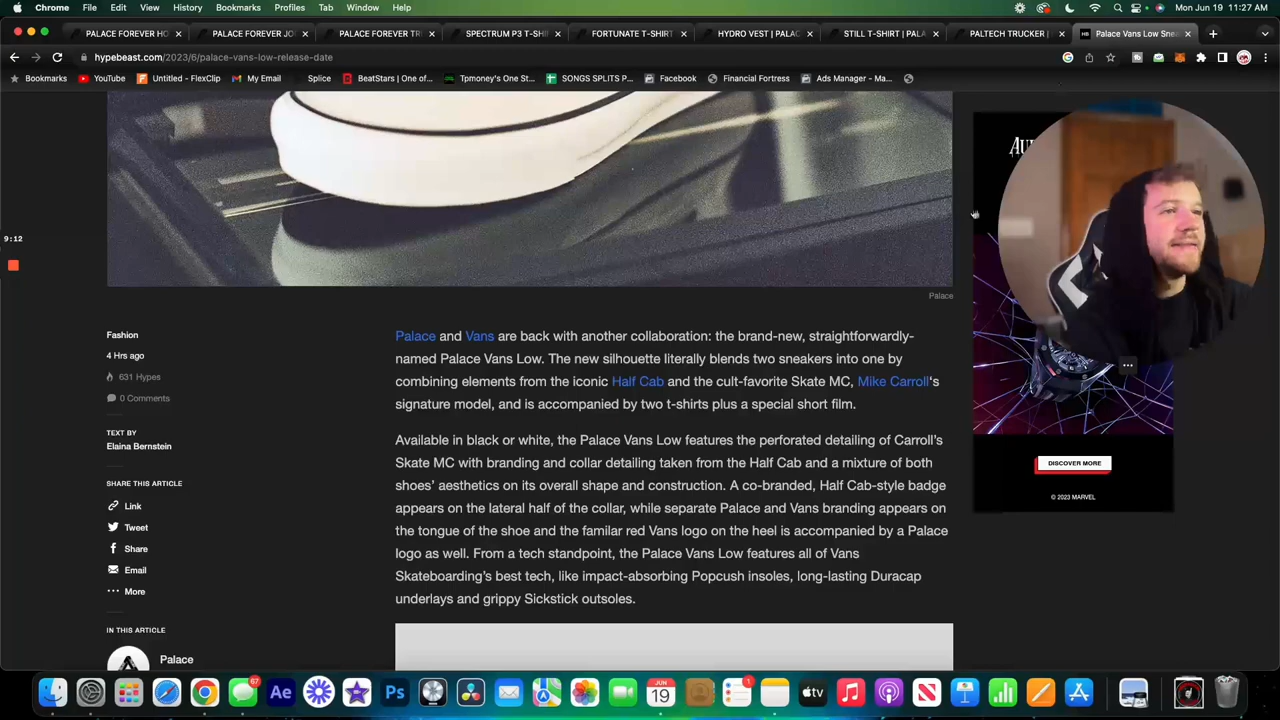 Chrome File Edit View History Bookmarks Profiles Tab Window Help Mon Jun 19 11:27 AM
PALACE FOREVER HO PALACE FOREVER JO PALACE FOREVER TR SPECTRUM P3 T-SHI FORTUNATE T-SHIRT HYDRO VEST | PALAC STILL T-SHIRT | PALA PALTECH TRUCKER | Palace Vans Low Snea
hypebeast.com/2023/6/palace-vans-low-release-date
Bookmarks YouTube Untitled - FlexClip My Email Splice BeatStars | One of... Tpmoney's One St... SONGS SPLITS P... Facebook Financial Fortress Ads Manager - Ma...
9:12
Palace
Fashion
4 Hrs ago
631 Hypes
0 Comments
TEXT BY
Elaina Bernstein
SHARE THIS ARTICLE
Link
Tweet
Share
Email
More
IN THIS ARTICLE
Palace
Palace and Vans are back with another collaboration: the brand-new, straightforwardly-
named Palace Vans Low. The new silhouette literally blends two sneakers into one by
combining elements from the iconic Half Cab and the cult-favorite Skate MC, Mike Carroll's
signature model, and is accompanied by two t-shirts plus a special short film.
Available in black or white, the Palace Vans Low features the perforated detailing of Carroll's
Skate MC with branding and collar detailing taken from the Half Cab and a mixture of both
shoes' aesthetics on its overall shape and construction. A co-branded, Half Cab-style badge
appears on the lateral half of the collar, while separate Palace and Vans branding appears on
the tongue of the shoe and the familar red Vans logo on the heel is accompanied by a Palace
logo as well. From a tech standpoint, the Palace Vans Low features all of Vans
Skateboarding's best tech, like impact-absorbing Popcush insoles, long-lasting Duracap
underlays and grippy Sickstick outsoles.
DISCOVER MORE
© 2023 MARVEL
67
Ae
Ps
JUN
19
1
tv